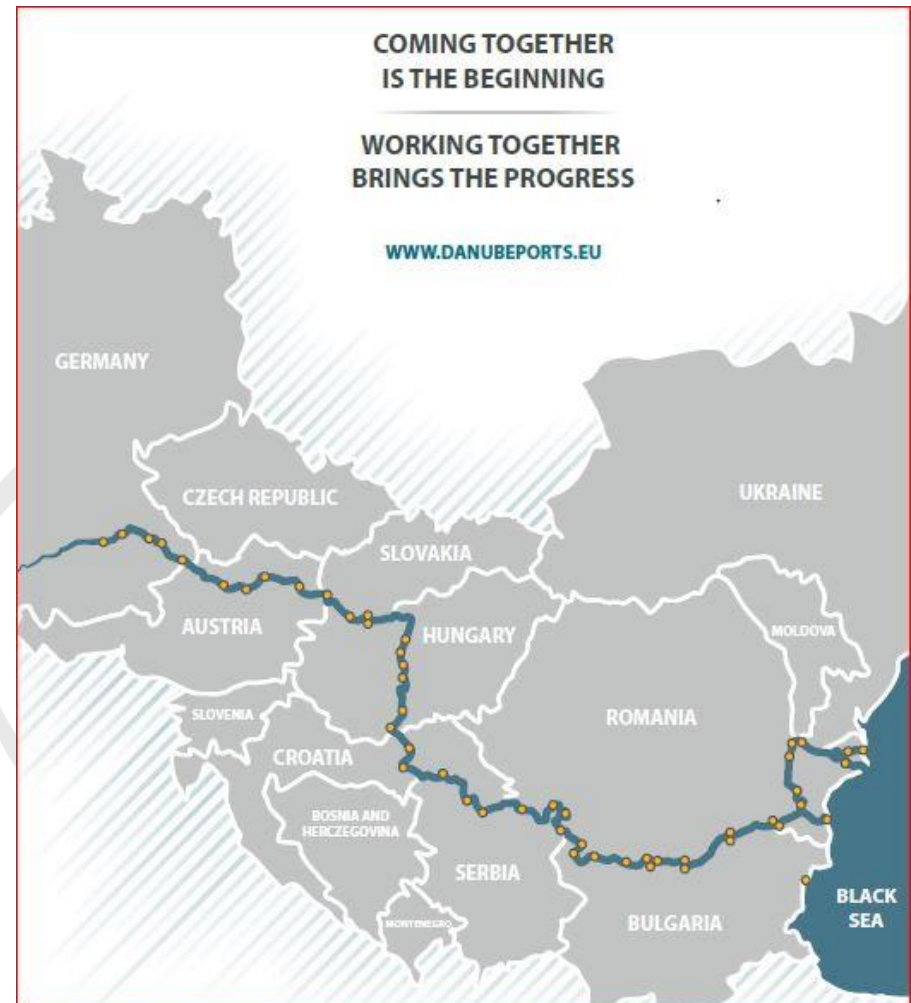 COMING TOGETHER
IS THE BEGINNING
WORKING TOGETHER
BRINGS THE PROGRESS
WWW.DANUBEPORTS.EU
GERMANY
CZECH REPUBLIC
UKRAINE
SLOVAKIA
AUSTRIA
HUNGARY
MOLDOVA
SLOVENIA
ROMANIA
CROATIA
BOSNIA AND
HERCZEGOVINA
SERBIA
BLACK
SEA
MONTENEGRO
BULGARIA